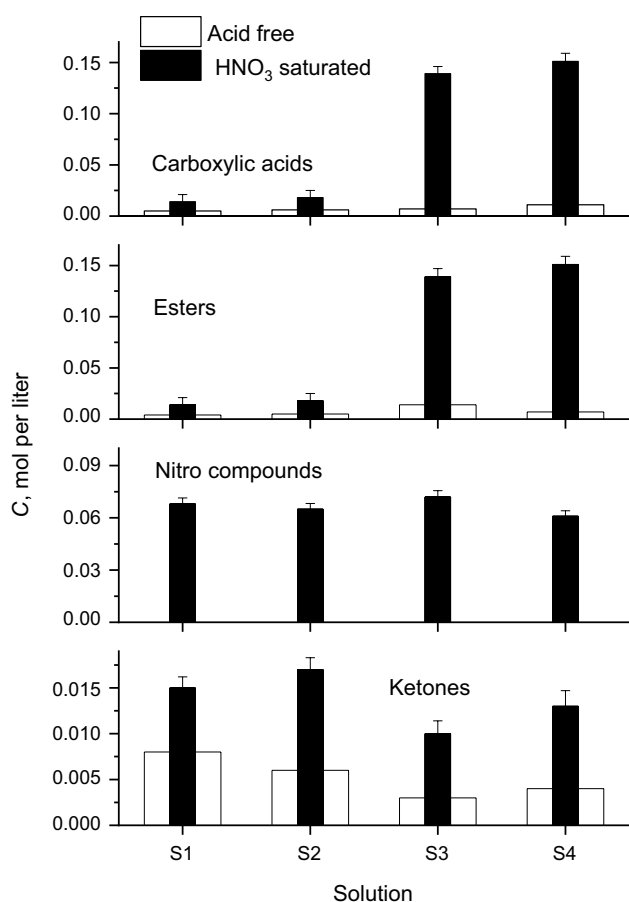 Acid free
HNO₃ saturated
0.15
0.10
0.05
0.00
Carboxylic acids
0.15
0.10
0.05
0.00
Esters
0.09
0.06
0.03
0.00
Nitro compounds
0.015
0.010
0.005
0.000
Ketones
C, mol per liter
S1 S2 S3 S4
Solution